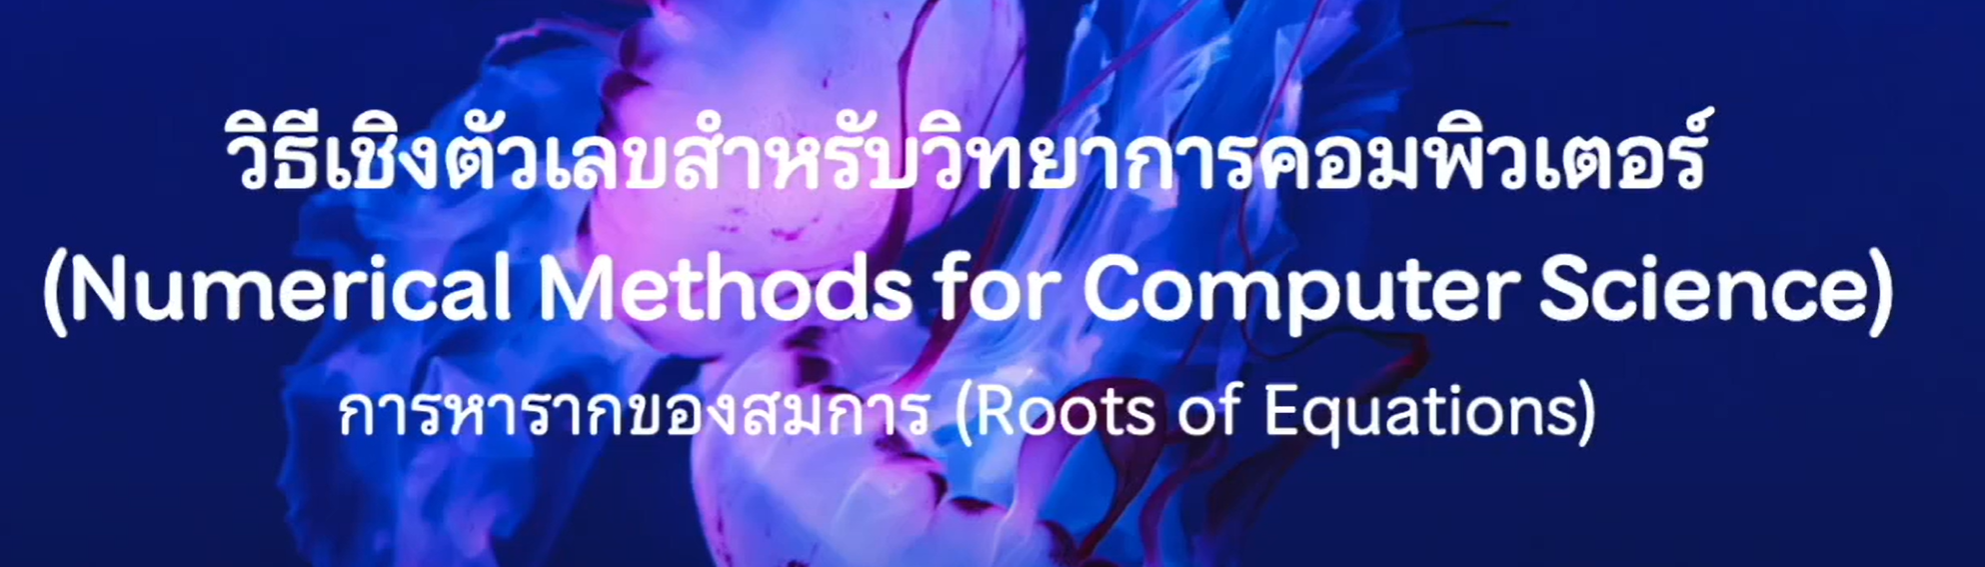 วิธีเชิงตัวเลขสำหรับวิทยาการคอมพิวเตอร์
(Numerical Methods for Computer Science)
การหารากของสมการ (Roots of Equations)